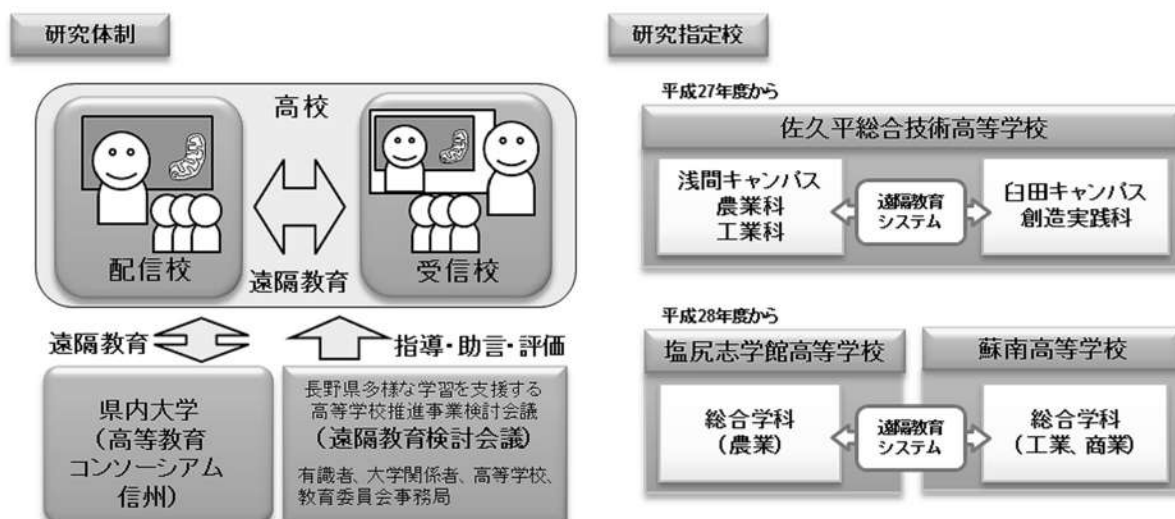 研究体制
高校
配信校
遠隔教育
受信校
遠隔教育
指導・助言・評価
県内大学
(高等教育
コンソーシアム
信州)
長野県多様な学習を支援する
高等学校推進事業検討会議
(遠隔教育検討会議)
有識者、大学関係者、高等学校、
教育委員会事務局
研究指定校
平成27年度から
佐久平総合技術高等学校
浅間キャンパス
農業科
工業科
遠隔教育
システム
臼田キャンパス
創造実践科
平成28年度から
塩尻志学館高等学校
蘇南高等学校
総合学科
(農業)
遠隔教育
システム
総合学科
(工業、商業)